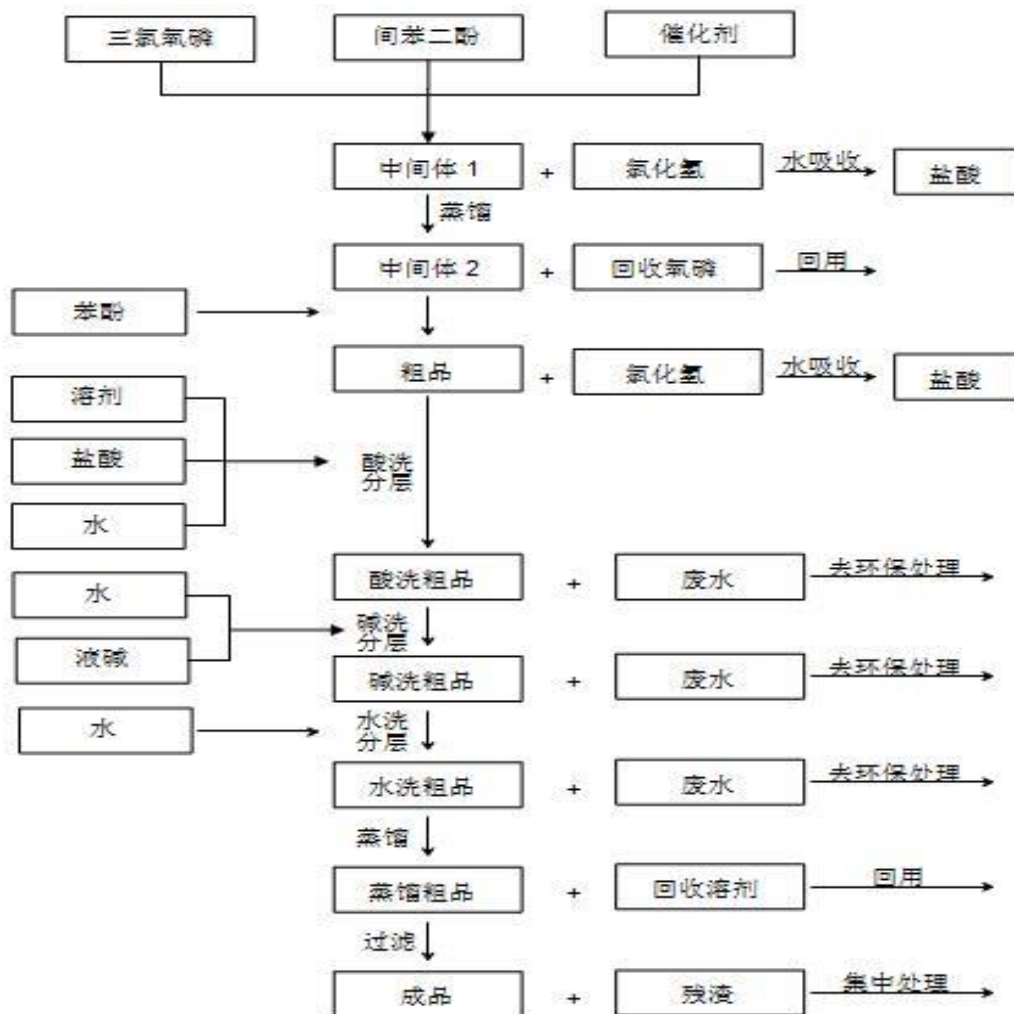 三氯氧磷
间苯二酚
催化剂
中间体 1
+
氯化氢
水吸收
盐酸
蒸馏
中间体 2
+
回收氧磷
回用
苯酚
粗品
+
氯化氢
水吸收
盐酸
溶剂
盐酸
水
酸洗
分层
酸洗粗品
+
废水
去环保处理
水
液碱
碱洗
分层
碱洗粗品
+
废水
去环保处理
水
水洗
分层
水洗粗品
+
废水
去环保处理
蒸馏
蒸馏粗品
+
回收溶剂
回用
过滤
成品
+
残渣
集中处理